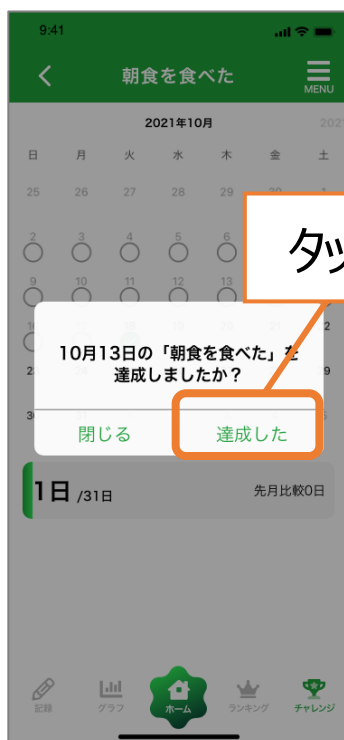 9:41
朝食を食べた
MENU
2021年10月
202
日 月 火 水 木 金 土
25 26 27 28 29 30 1
2 3 4 5 6
9 10 11 12 13
タッ
10月13日の「朝食を食べた」を
達成しましたか？
閉じる 達成した
1日 /31日 先月比較0日
記録 グラフ ホーム ランキング チャレンジ